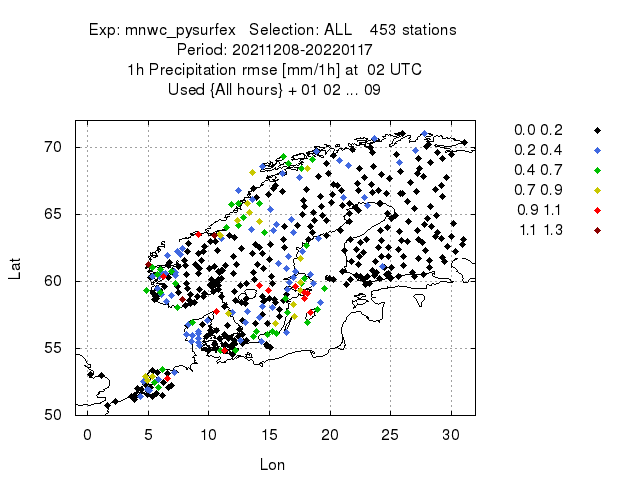 Exp: mnwc_pysurfex Selection: ALL 453 stations
Period: 20211208-20220117
1h Precipitation rmse [mm/1h] at 02 UTC
Used {All hours} + 01 02 ... 09
0.0 0.2
0.2 0.4
0.4 0.7
0.7 0.9
0.9 1.1
1.1 1.3
70
65
60
55
50
Lat
0 5 10 15 20 25 30
Lon